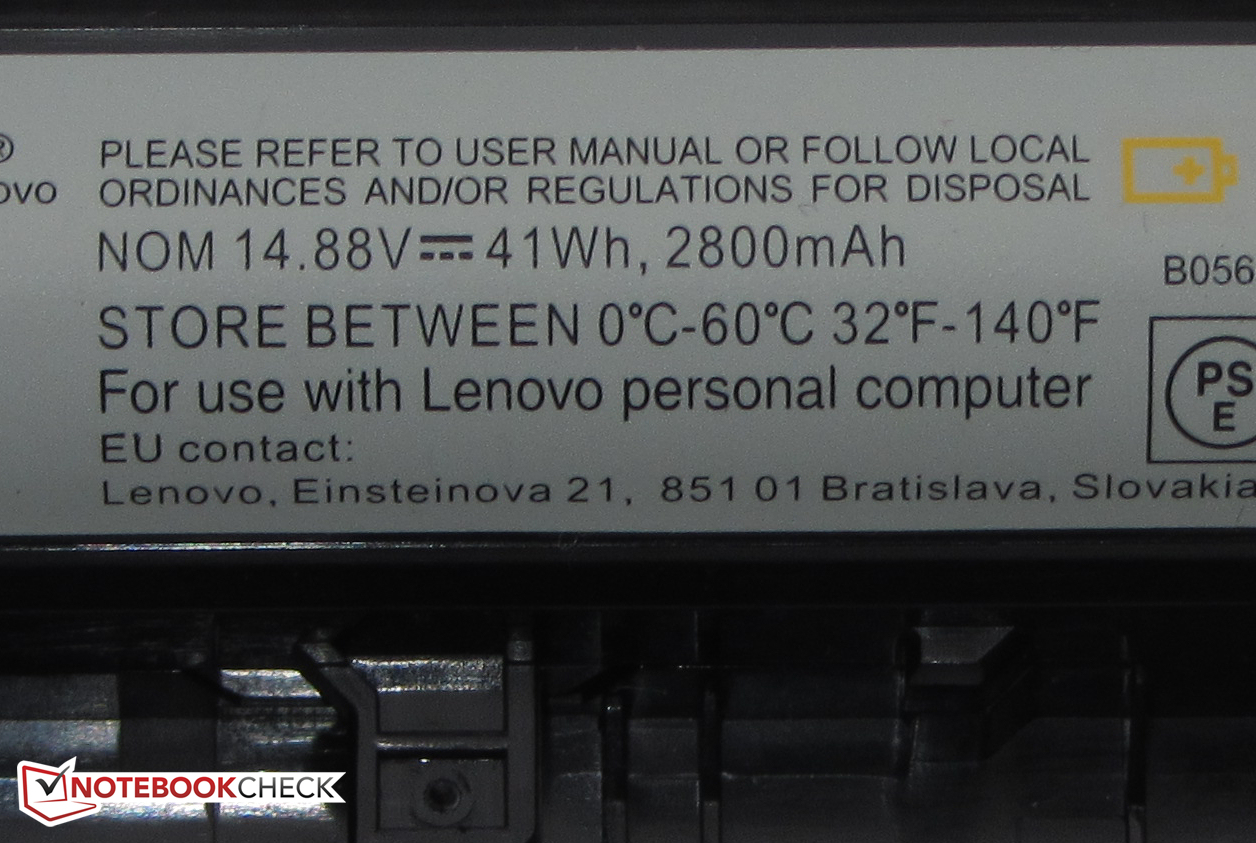 ®
ovo
PLEASE REFER TO USER MANUAL OR FOLLOW LOCAL
ORDINANCES AND/OR REGULATIONS FOR DISPOSAL
NOM 14.88V⎓41Wh, 2800mAh
B056
STORE BETWEEN 0°C-60°C 32°F-140°F
PS
E
For use with Lenovo personal computer
EU contact:
Lenovo, Einsteinova 21, 851 01 Bratislava, Slovakia
NOTEBOOKCHECK